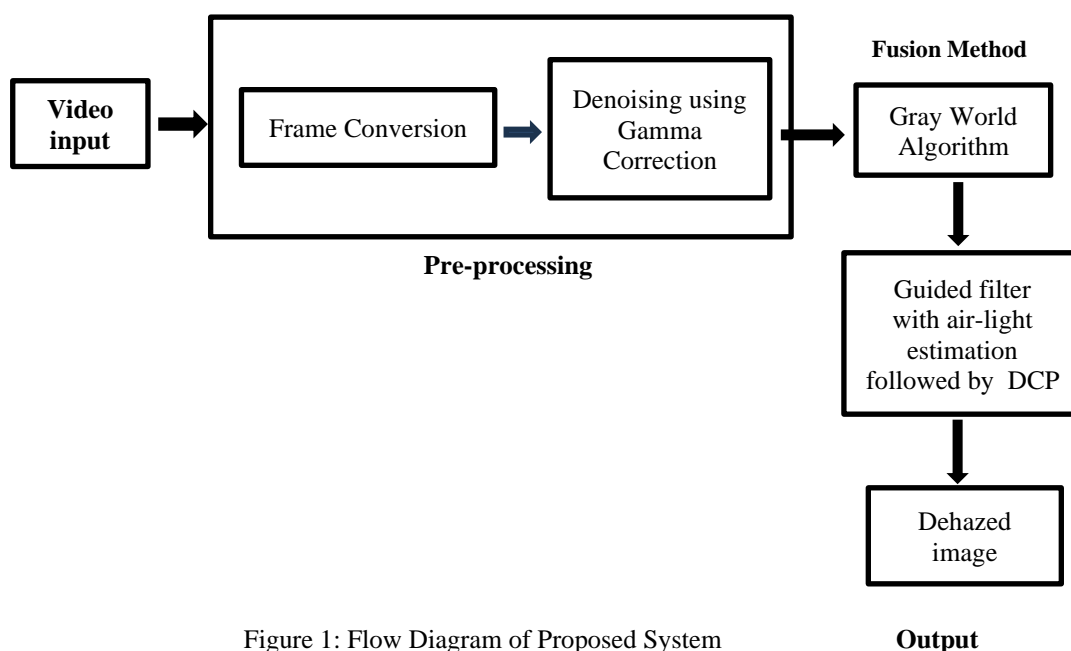 Fusion Method
Video
input
Frame Conversion
Denoising using
Gamma
Correction
Gray World
Algorithm
Pre-processing
Guided filter
with air-light
estimation
followed by DCP
Dehazed
image
Figure 1: Flow Diagram of Proposed System
Output